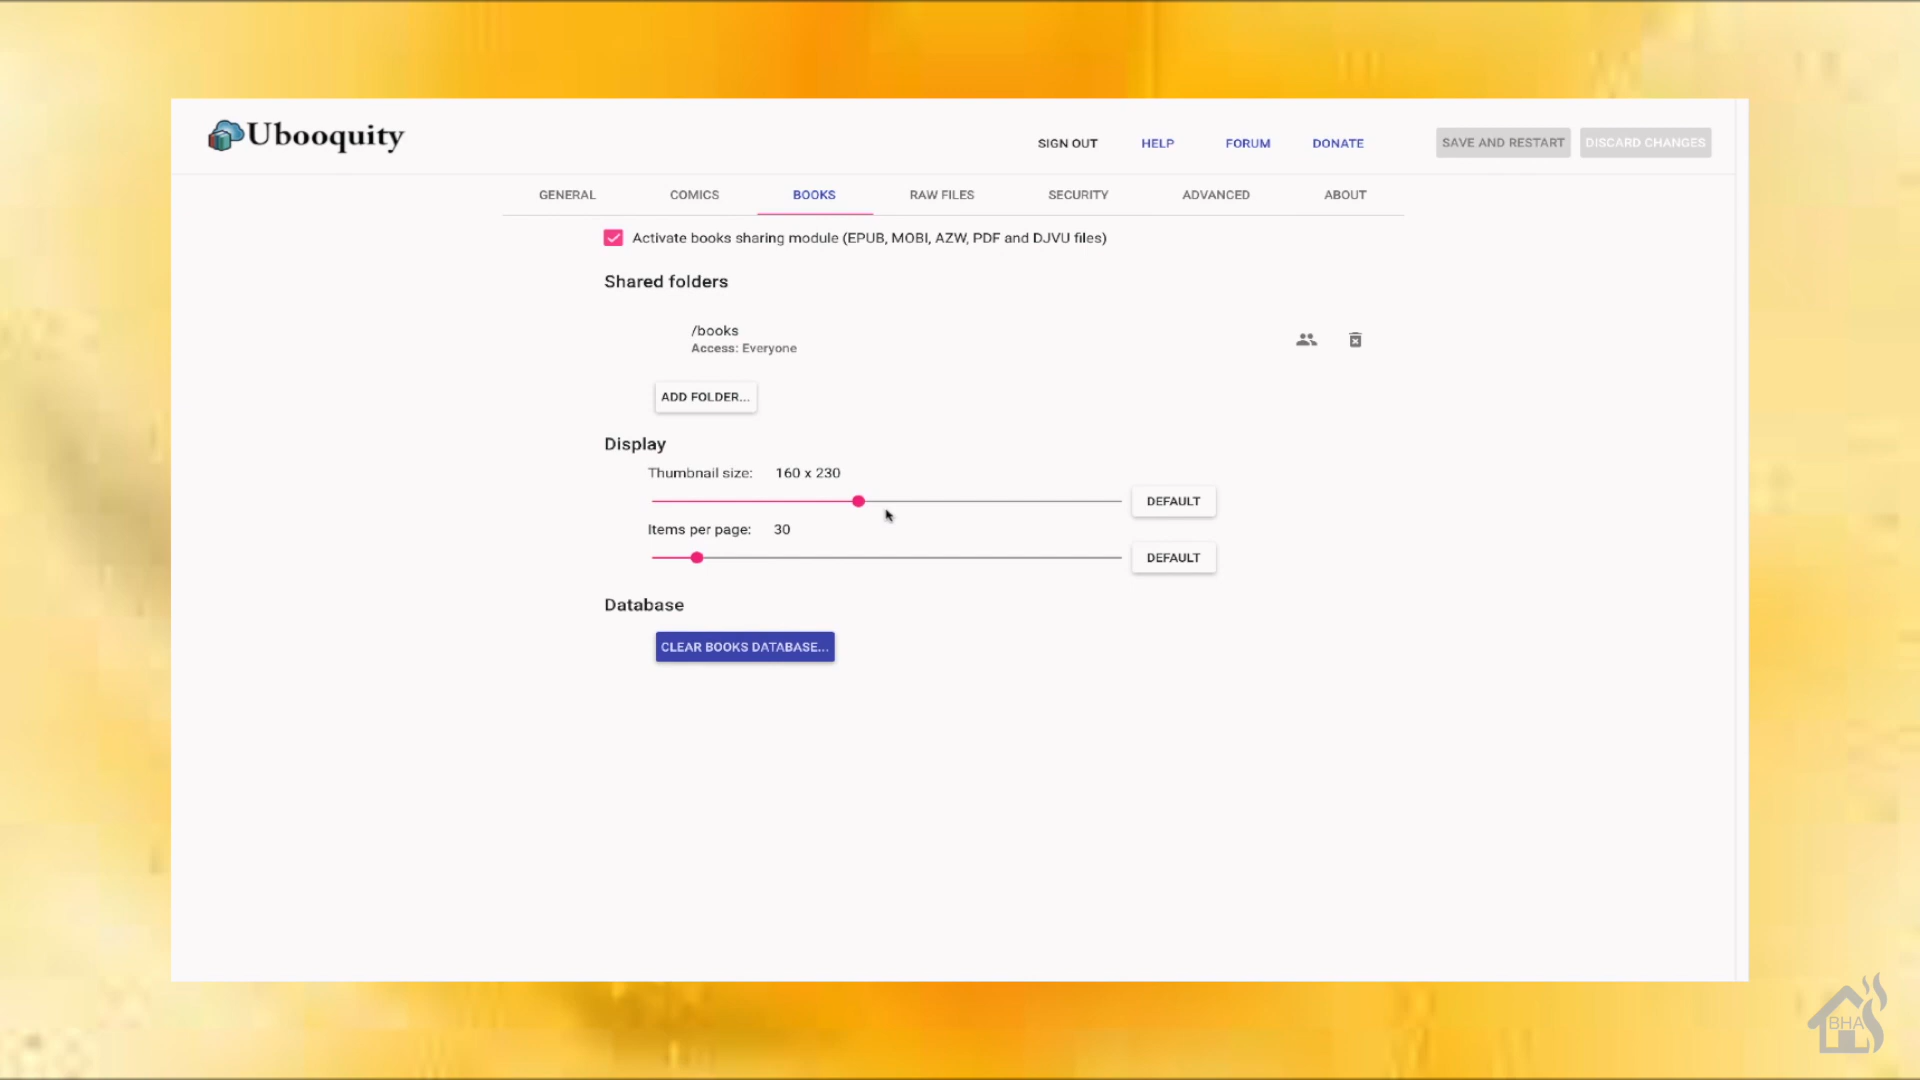 Ubooquity
SIGN OUT HELP FORUM DONATE SAVE AND RESTART DISCARD CHANGES
GENERAL COMICS BOOKS RAW FILES SECURITY ADVANCED ABOUT
Activate books sharing module (EPUB, MOBI, AZW, PDF and DJVU files)
Shared folders
/books
Access: Everyone
ADD FOLDER...
Display
Thumbnail size: 160 x 230
DEFAULT
Items per page: 30
DEFAULT
Database
CLEAR BOOKS DATABASE...
BHA